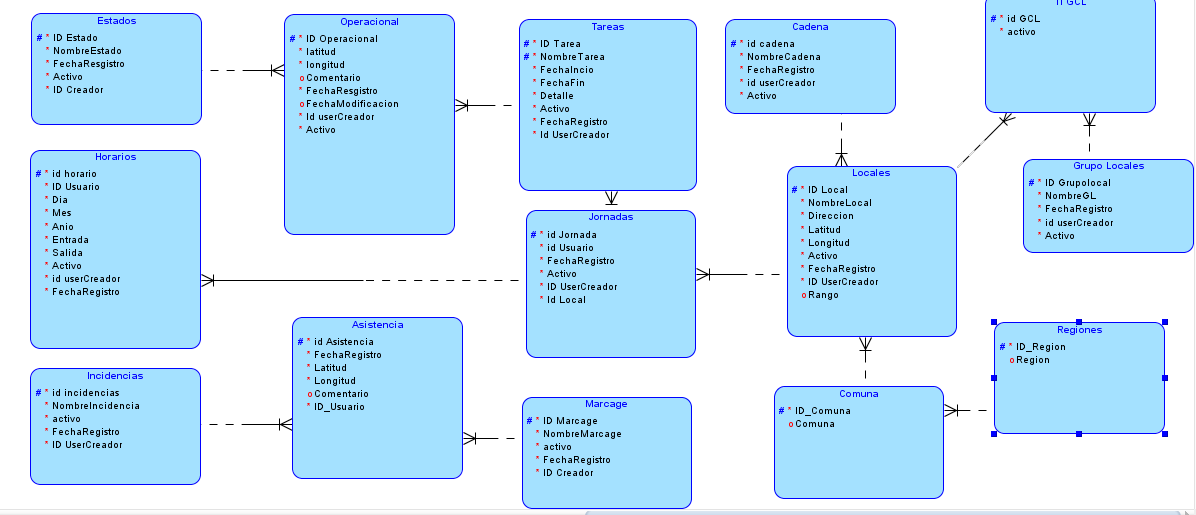 Estados
# * ID Estado
* NombreEstado
* FechaResgistro
* Activo
* ID Creador
Operacional
# * ID Operacional
* latitud
* longitud
o Comentario
* FechaResgistro
o FechaModificacion
* Id userCreador
* Activo
Tareas
# * ID Tarea
# * NombreTarea
* FechaIncio
* FechaFin
* Detalle
* Activo
* FechaRegistro
* Id UserCreador
Cadena
# * id cadena
* NombreCadena
* FechaRegistro
* id userCreador
* Activo
TI GCL
# * id GCL
* activo
Horarios
# * id horario
* ID Usuario
* Dia
* Mes
* Anio
* Entrada
* Salida
* Activo
* id userCreador
* FechaRegistro
Jornadas
# * id Jornada
* id Usuario
* FechaRegistro
* Activo
* ID UserCreador
* Id Local
Locales
# * ID Local
* NombreLocal
* Direccion
* Latitud
* Longitud
* Activo
* FechaRegistro
* ID UserCreador
o Rango
Grupo Locales
# * ID Grupolocal
* NombreGL
* FechaRegistro
* id userCreador
* Activo
Incidencias
# * id incidencias
* NombreIncidencia
* activo
* FechaRegistro
* ID UserCreador
Asistencia
# * id Asistencia
* FechaRegistro
* Latitud
* Longitud
o Comentario
* ID_Usuario
Marcage
# * ID Marcage
* NombreMarcage
* activo
* FechaRegistro
* ID Creador
Comuna
# * ID_Comuna
o Comuna
Regiones
# * ID_Region
o Region